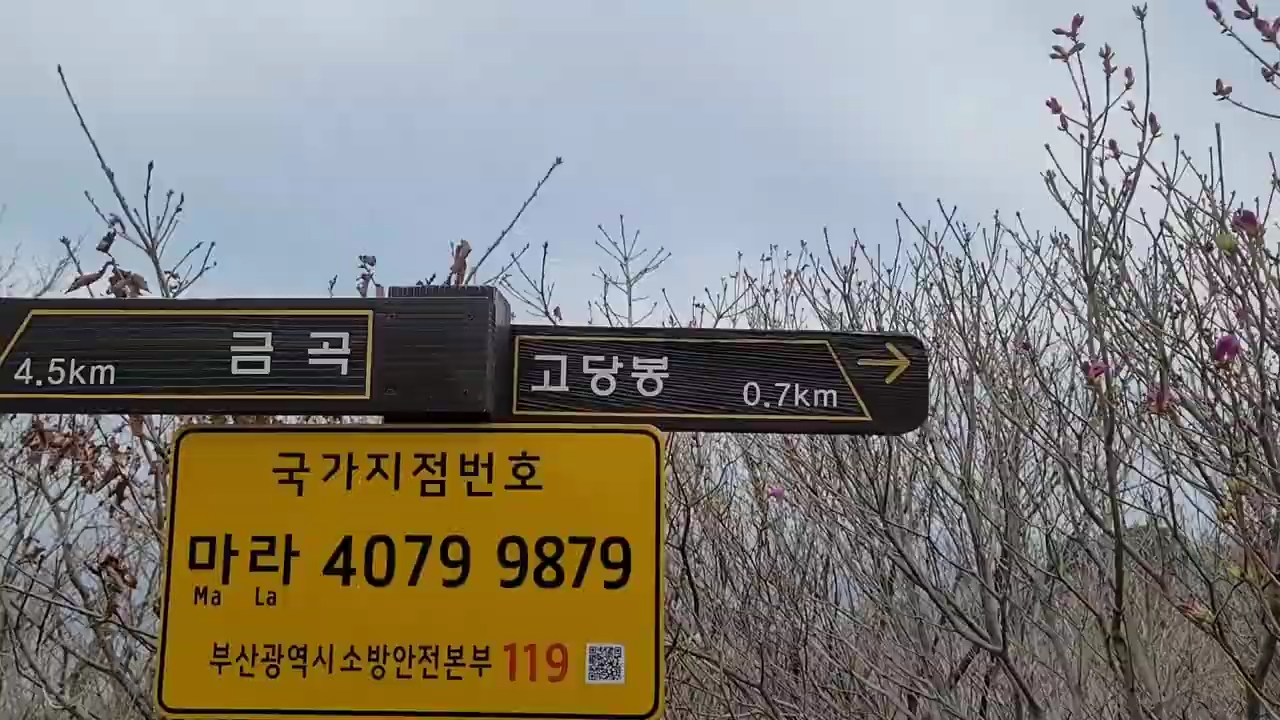 4.5km 금곡
고당봉 0.7km
국가지점번호
마라 4079 9879
Ma La
부산광역시소방안전본부 119